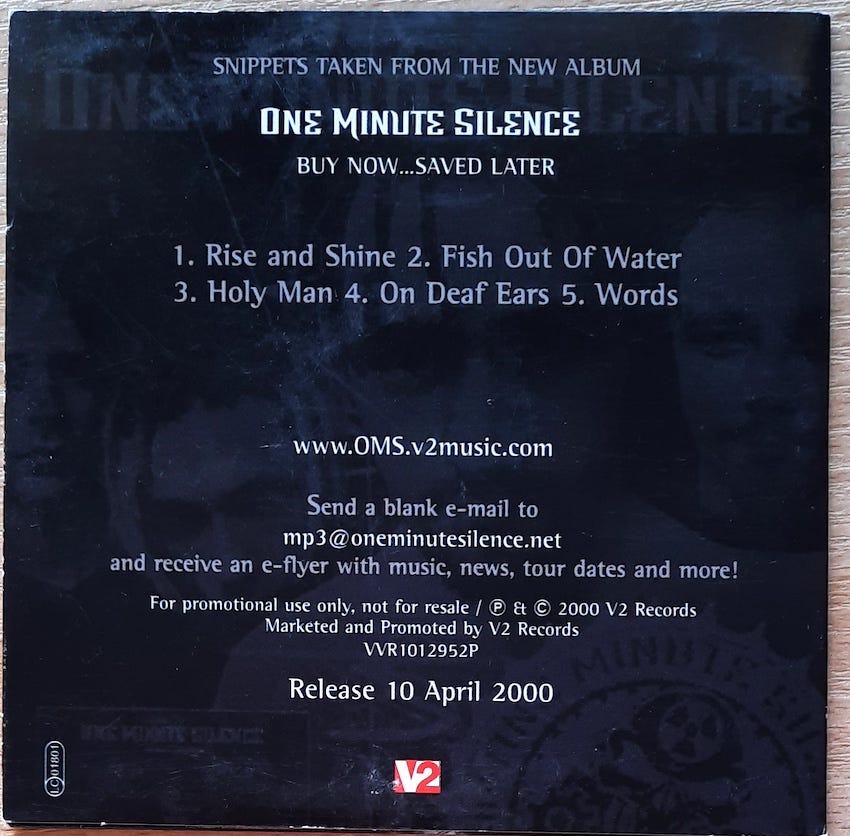 ONE MINUTE SILENCE
SNIPPETS TAKEN FROM THE NEW ALBUM
ONE MINUTE SILENCE
BUY NOW...SAVED LATER
1. Rise and Shine 2. Fish Out Of Water
3. Holy Man 4. On Deaf Ears 5. Words
www.OMS.v2music.com
Send a blank e-mail to
mp3@oneminutesilence.net
and receive an e-flyer with music, news, tour dates and more!
For promotional use only, not for resale / ℗ & © 2000 V2 Records
Marketed and Promoted by V2 Records
VVR1012952P
Release 10 April 2000
LC 01801
V2